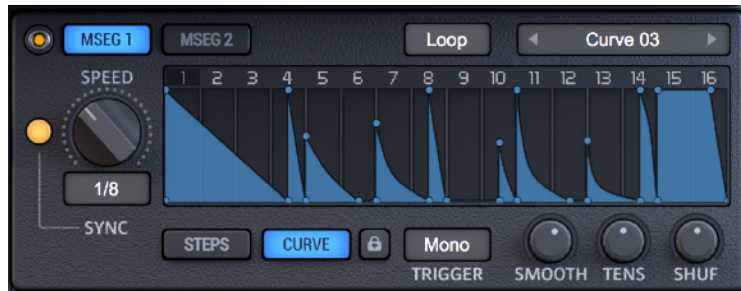 MSEG 1 MSEG 2 Loop Curve 03
SPEED 1 2 3 4 5 6 7 8 9 10 11 12 13 14 15 16
1/8
SYNC STEPS CURVE Mono
TRIGGER SMOOTH TENS SHUF